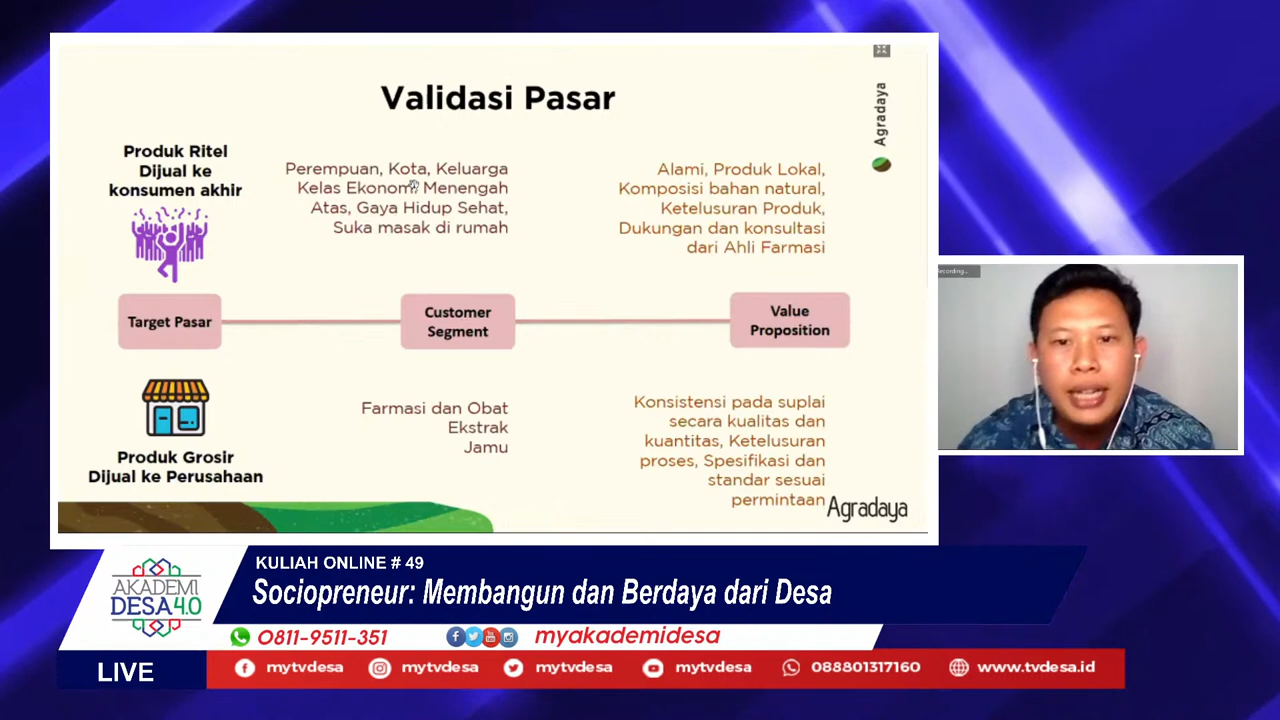 Validasi Pasar
Agradaya
Produk Ritel
Dijual ke
konsumen akhir
Perempuan, Kota, Keluarga
Kelas Ekonomi Menengah
Atas, Gaya Hidup Sehat,
Suka masak di rumah
Alami, Produk Lokal,
Komposisi bahan natural,
Ketelusuran Produk,
Dukungan dan konsultasi
dari Ahli Farmasi
Target Pasar
Customer
Segment
Value
Proposition
Produk Grosir
Dijual ke Perusahaan
Farmasi dan Obat
Ekstrak
Jamu
Konsistensi pada suplai
secara kualitas dan
kuantitas, Ketelusuran
proses, Spesifikasi dan
standar sesuai
permintaan
Agradaya
KULIAH ONLINE # 49
Sociopreneur: Membangun dan Berdaya dari Desa
AKADEMI
DESA 4.0
0811-9511-351
myakademidesa
LIVE
mytvdesa
mytvdesa
mytvdesa
mytvdesa
088801317160
www.tvdesa.id